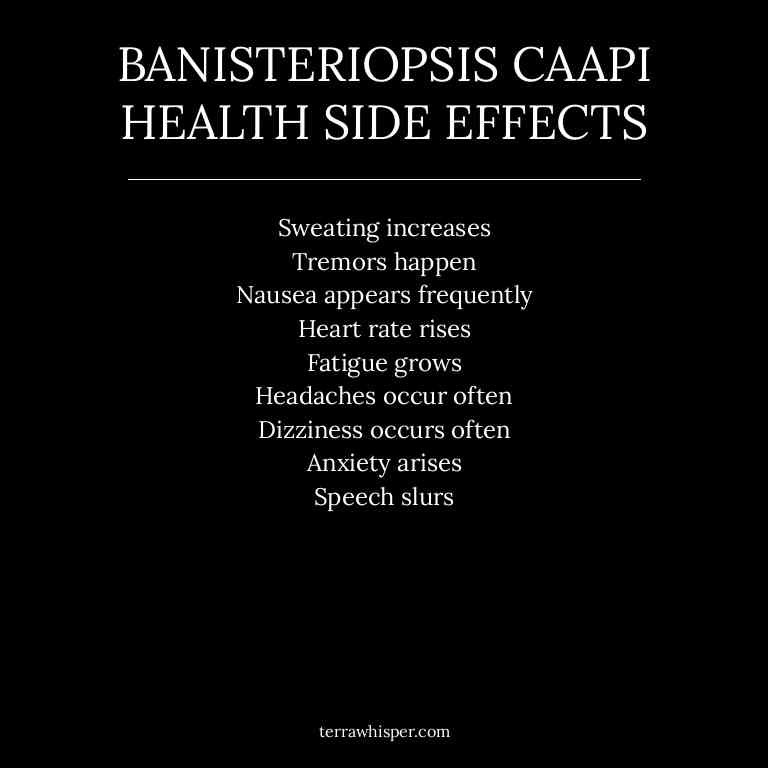 BANISTERIOPSIS CAAPI
HEALTH SIDE EFFECTS
Sweating increases
Tremors happen
Nausea appears frequently
Heart rate rises
Fatigue grows
Headaches occur often
Dizziness occurs often
Anxiety arises
Speech slurs
terrawhisper.com